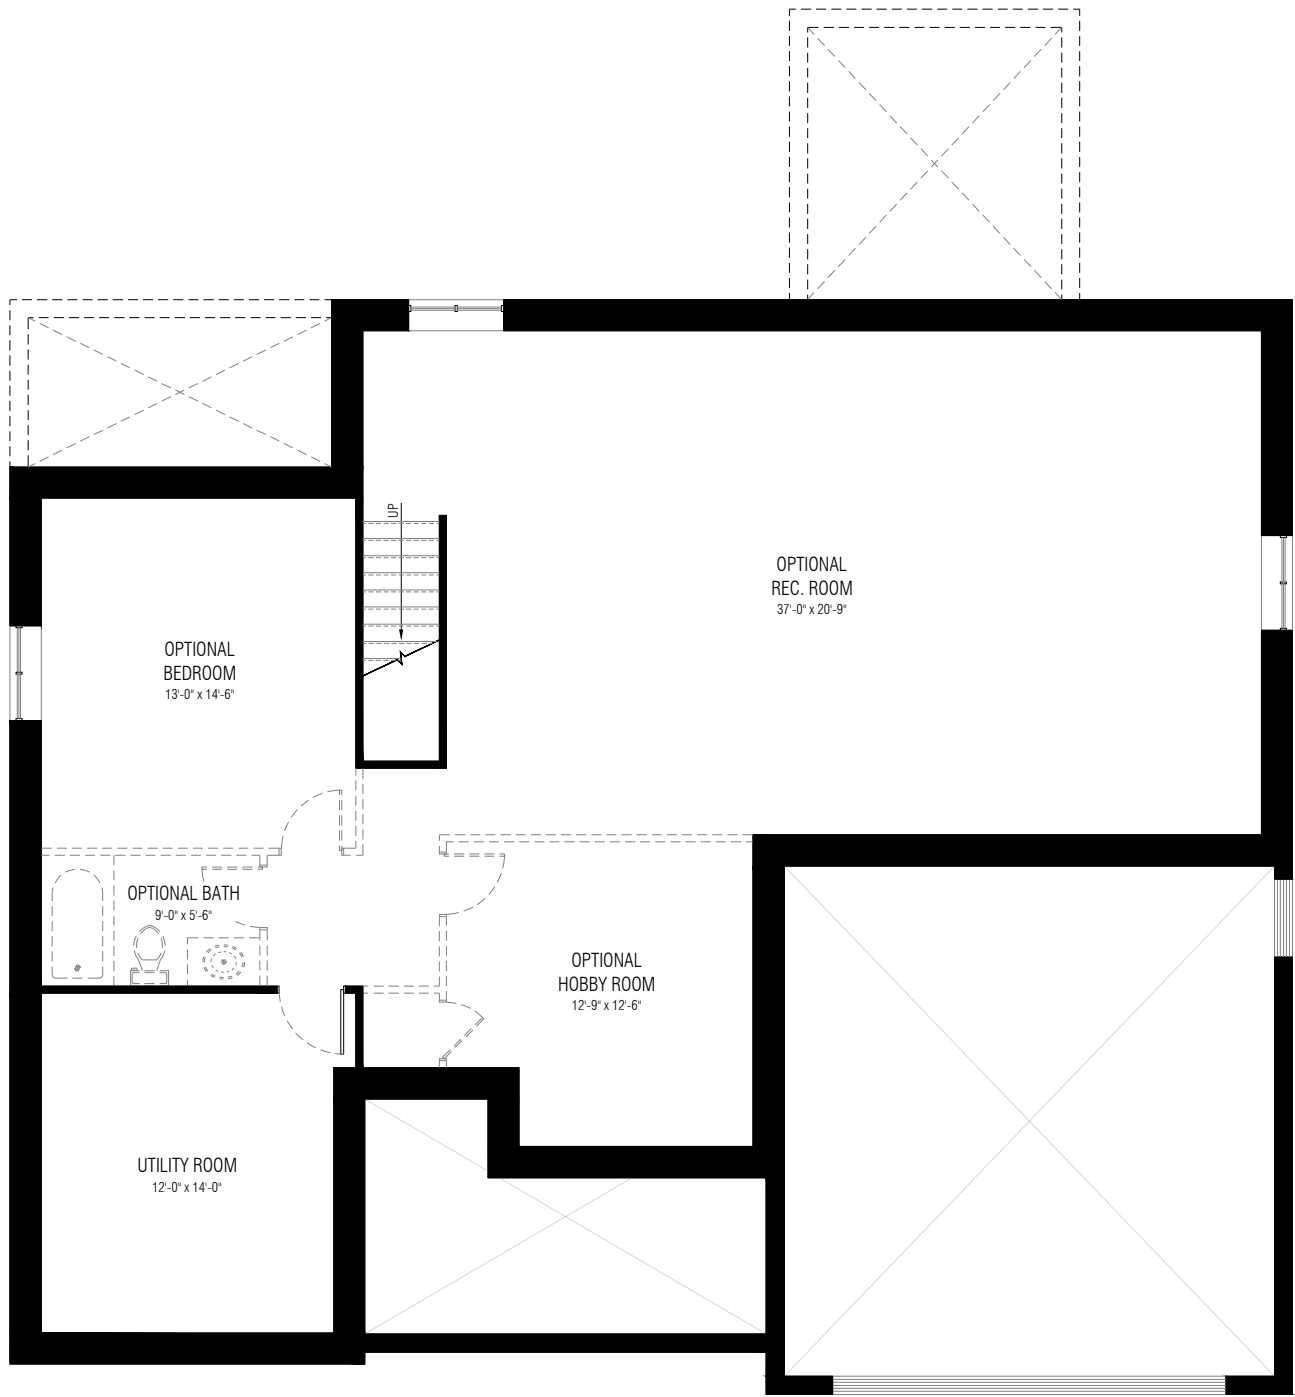 UP
OPTIONAL
REC. ROOM
37'-0" x 20'-9"
OPTIONAL
BEDROOM
13'-0" x 14'-6"
OPTIONAL BATH
9'-0" x 5'-6"
OPTIONAL
HOBBY ROOM
12'-9" x 12'-6"
UTILITY ROOM
12'-0" x 14'-0"